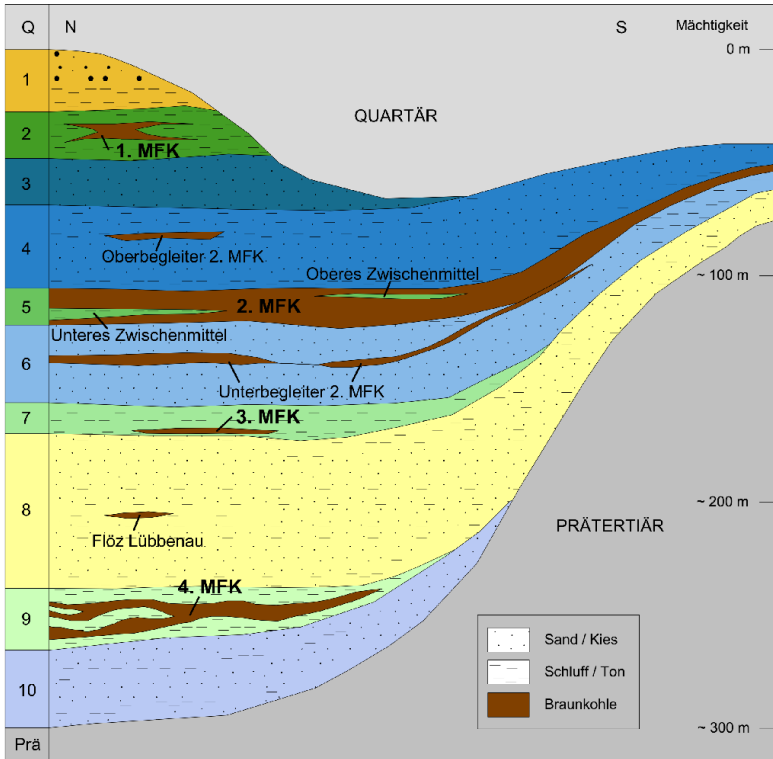 Q N S Mächtigkeit
0 m
1
QUARTÄR
2
1. MFK
3
4
Oberbegleiter 2. MFK
Oberes Zwischenmittel
~ 100 m
5
2. MFK
Unteres Zwischenmittel
6
Unterbegleiter 2. MFK
7
3. MFK
8
~ 200 m
Flöz Lübbenau
PRÄTERTIÄR
4. MFK
9
Sand / Kies
Schluff / Ton
10
Braunkohle
~ 300 m
Prä